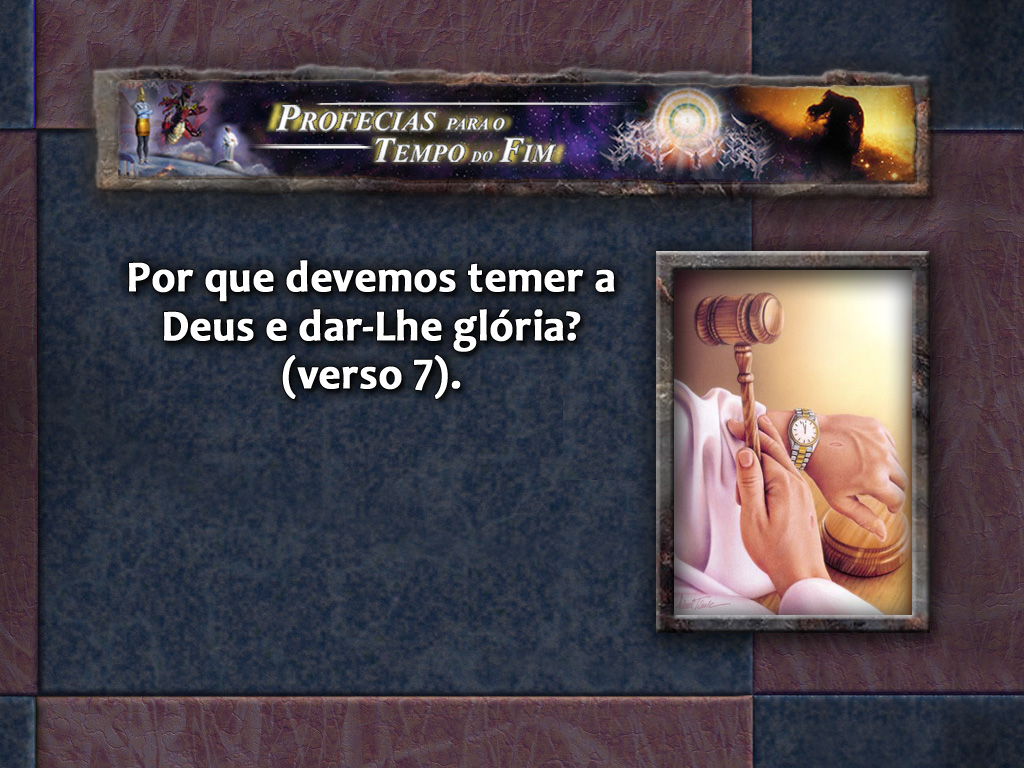 PROFECIAS PARA O
TEMPO DO FIM
Por que devemos temer a
Deus e dar-Lhe glória?
(verso 7).